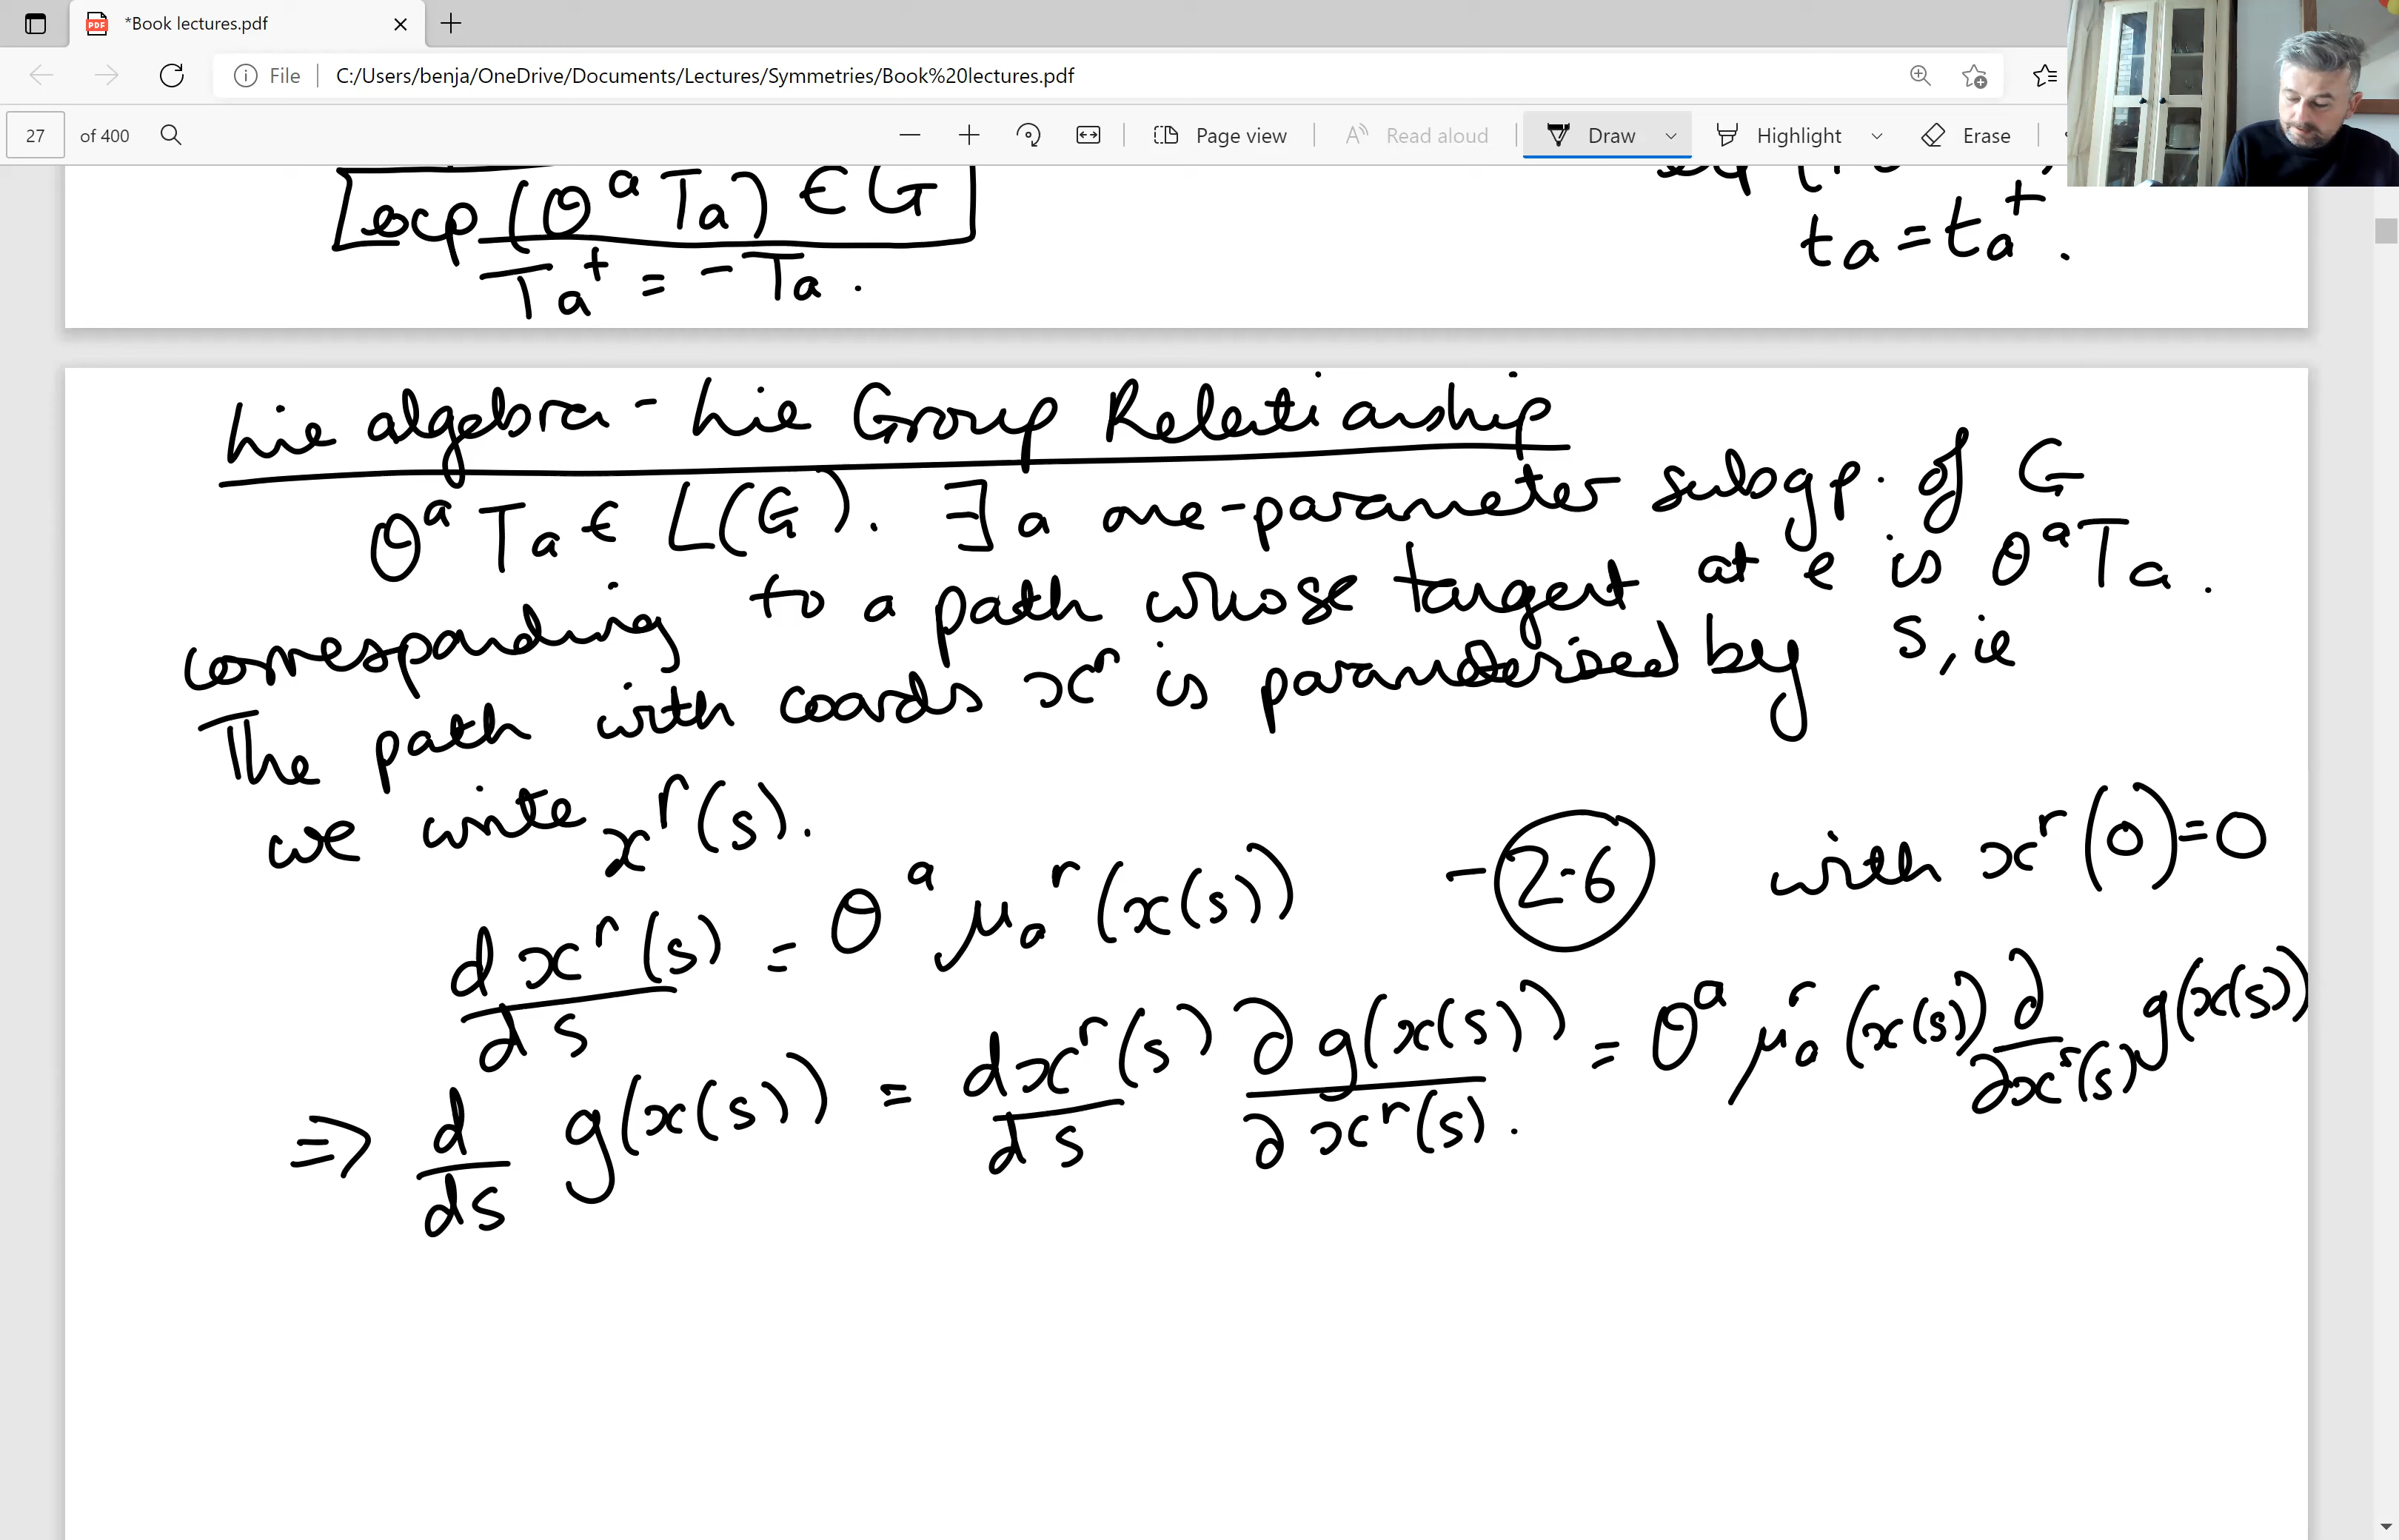 *Book lectures.pdf
File
C:/Users/benja/OneDrive/Documents/Lectures/Symmetries/Book%20lectures.pdf
27 of 400
Page view
Read aloud
Draw
Highlight
Erase
exp (θ^a T_a) ∈ G
T_a^† = -T_a.
t_a = t_a^†.
Lie algebra - Lie Group Relationship
θ^a T_a ∈ L(G). ∃ a one-parameter subgp. of G
corresponding to a path whose tangent at e is θ^a T_a.
The path with coords x^r is parameterised by s, ie
we write x^r(s).
dx^r(s)/ds = θ^a μ_a^r (x(s)) - 2.6 with x^r(0)=0
=> d/ds g(x(s)) = dx^r(s)/ds ∂g(x(s))/∂x^r(s). = θ^a μ_a^r (x(s)) ∂/∂x^r(s) g(x(s))